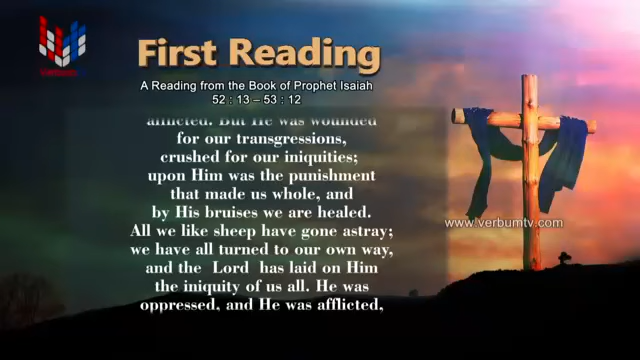 Verbumtv
First Reading
A Reading from the Book of Prophet Isaiah
52 : 13 – 53 : 12
afflicted. But He was wounded
for our transgressions,
crushed for our iniquities;
upon Him was the punishment
that made us whole, and
by His bruises we are healed.
All we like sheep have gone astray;
we have all turned to our own way,
and the Lord has laid on Him
the iniquity of us all. He was
oppressed, and He was afflicted,
www.verbumtv.com